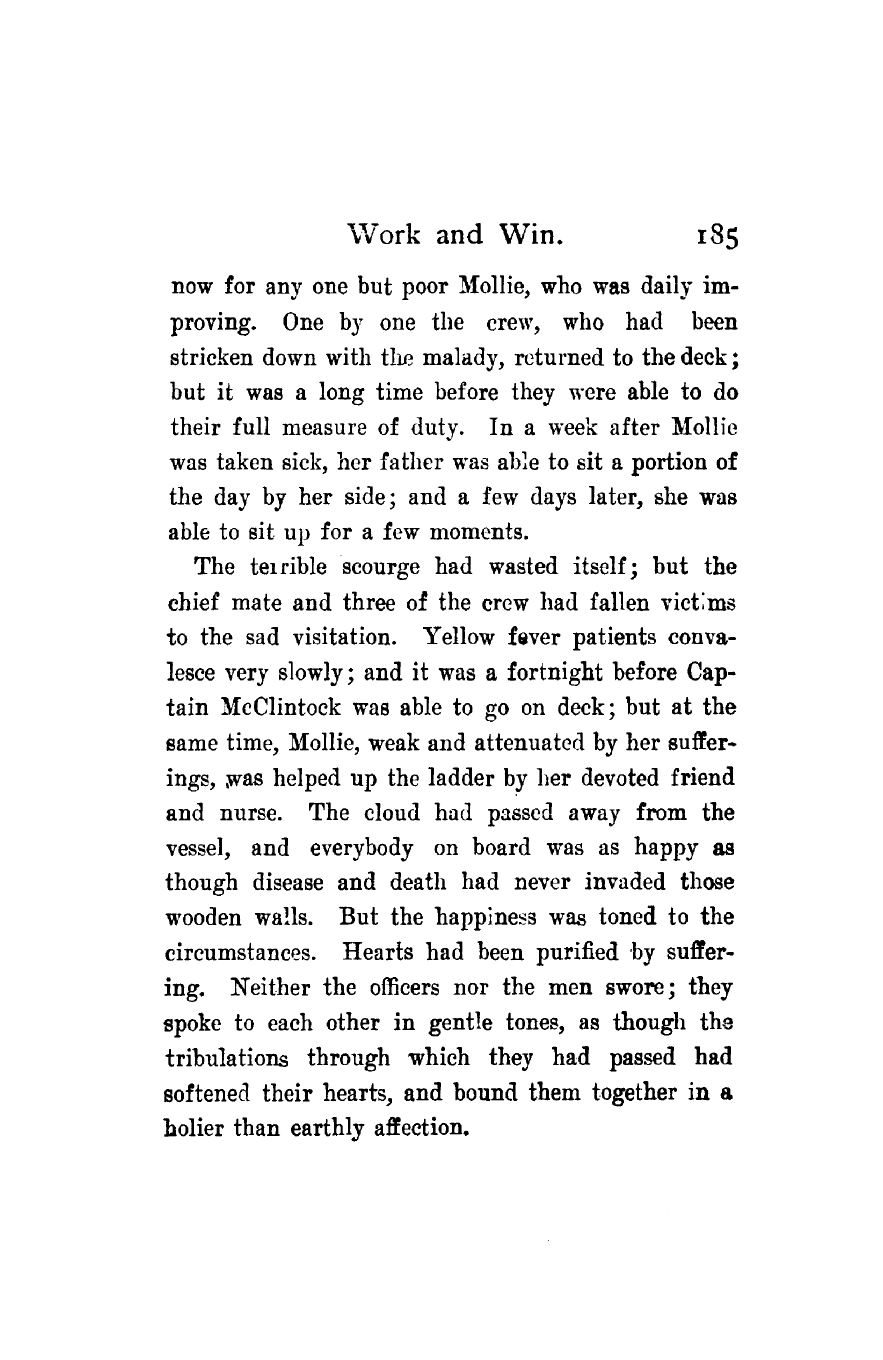 Work and Win. 185
now for any one but poor Mollie, who was daily im-
proving. One by one the crew, who had been
stricken down with the malady, returned to the deck;
but it was a long time before they were able to do
their full measure of duty. In a week after Mollie
was taken sick, her father was able to sit a portion of
the day by her side; and a few days later, she was
able to sit up for a few moments.
The terrible scourge had wasted itself; but the
chief mate and three of the crew had fallen victims
to the sad visitation. Yellow fever patients conva-
lesce very slowly; and it was a fortnight before Cap-
tain McClintock was able to go on deck; but at the
same time, Mollie, weak and attenuated by her suffer-
ings, was helped up the ladder by her devoted friend
and nurse. The cloud had passed away from the
vessel, and everybody on board was as happy as
though disease and death had never invaded those
wooden walls. But the happiness was toned to the
circumstances. Hearts had been purified by suffer-
ing. Neither the officers nor the men swore; they
spoke to each other in gentle tones, as though the
tribulations through which they had passed had
softened their hearts, and bound them together in a
holier than earthly affection.